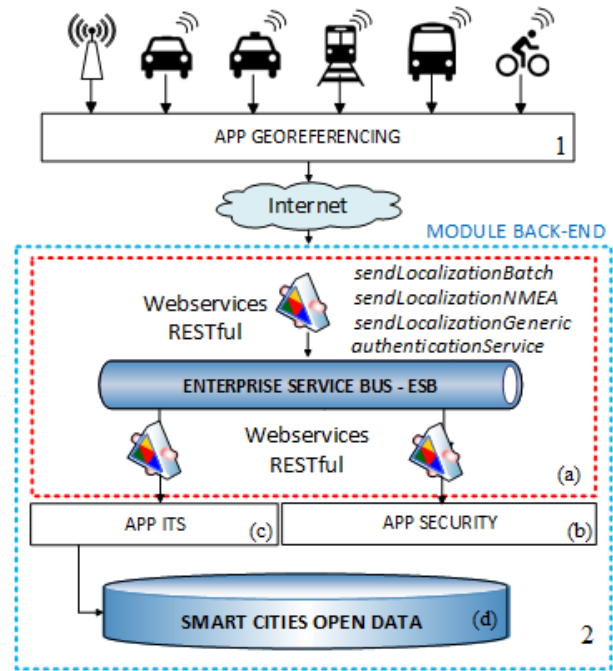 APP GEOREFERENCING
1
Internet
MODULE BACK-END
Webservices
RESTful
sendLocalizationBatch
sendLocalizationNMEA
sendLocalizationGeneric
authenticationService
ENTERPRISE SERVICE BUS - ESB
Webservices
RESTful
(a)
APP ITS
(c)
APP SECURITY
(b)
SMART CITIES OPEN DATA
(d)
2